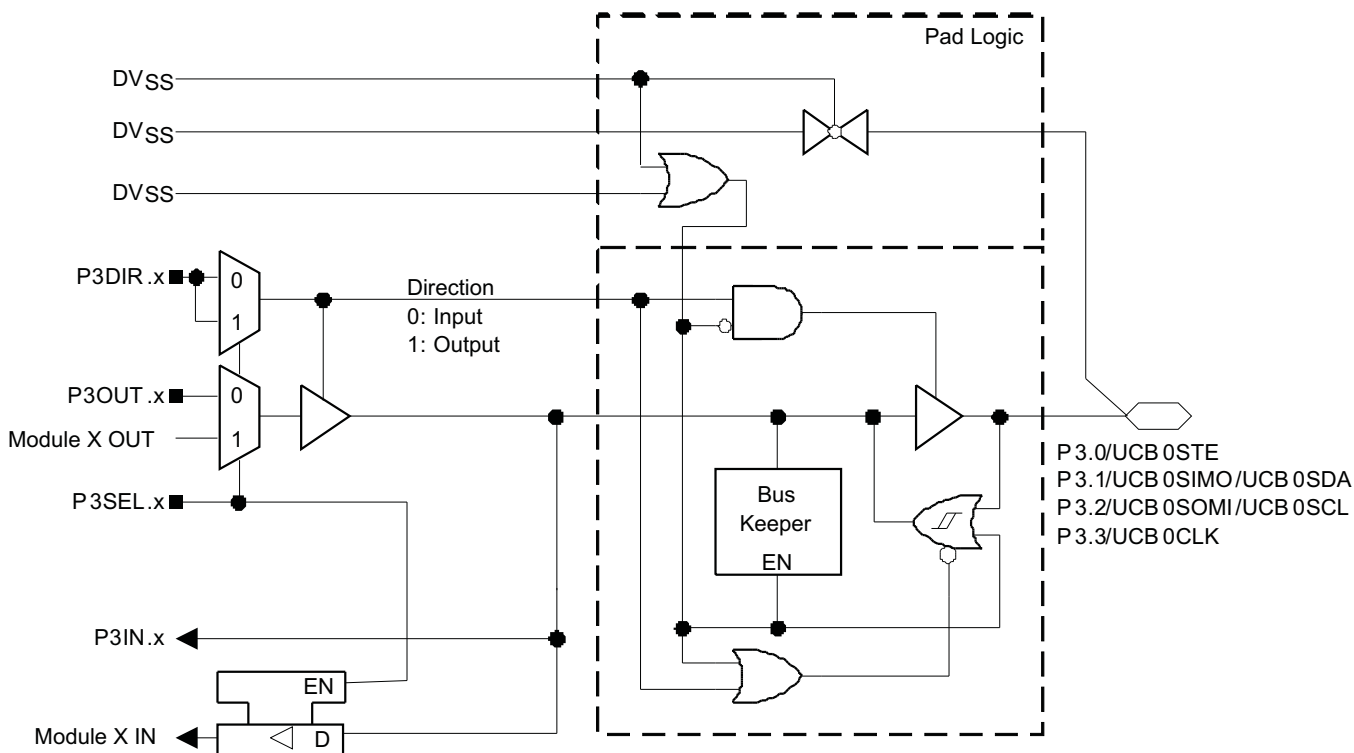 Pad Logic
DVSS
DVSS
DVSS
P3DIR.x
0
1
Direction
0: Input
1: Output
P3OUT.x
0
Module X OUT
1
P3SEL.x
Bus
Keeper
EN
P3.0/UCB0STE
P3.1/UCB0SIMO/UCB0SDA
P3.2/UCB0SOMI/UCB0SCL
P3.3/UCB0CLK
P3IN.x
EN
Module X IN
D